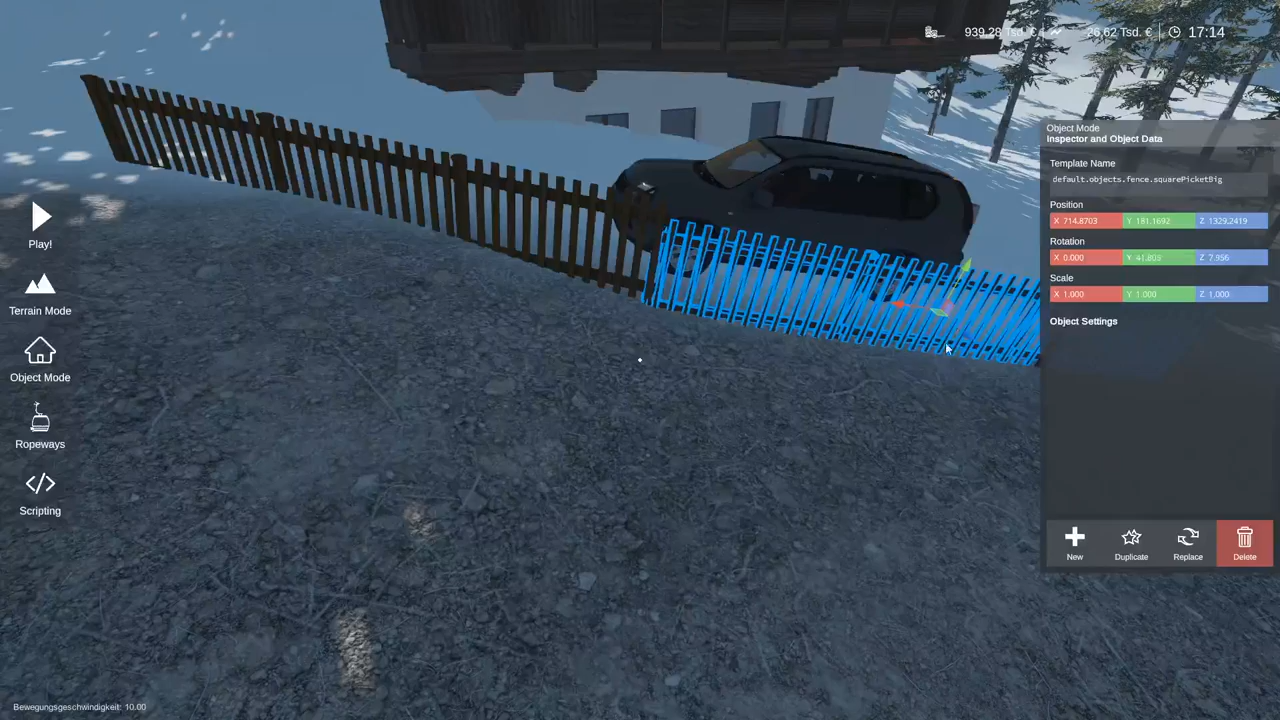 939.28 Tsd. € 26.62 Tsd. € 17:14
Object Mode
Inspector and Object Data
Template Name
default.objects.fence.squarePicketBig
Position
X 714.8703 Y 181.1692 Z 1329.2419
Rotation
X 0.000 Y 41.809 Z 7.956
Scale
X 1.000 Y 1.000 Z 1.000
Object Settings
New Duplicate Replace Delete
Play!
Terrain Mode
Object Mode
Ropeways
Scripting
Bewegungsgeschwindigkeit: 10.00